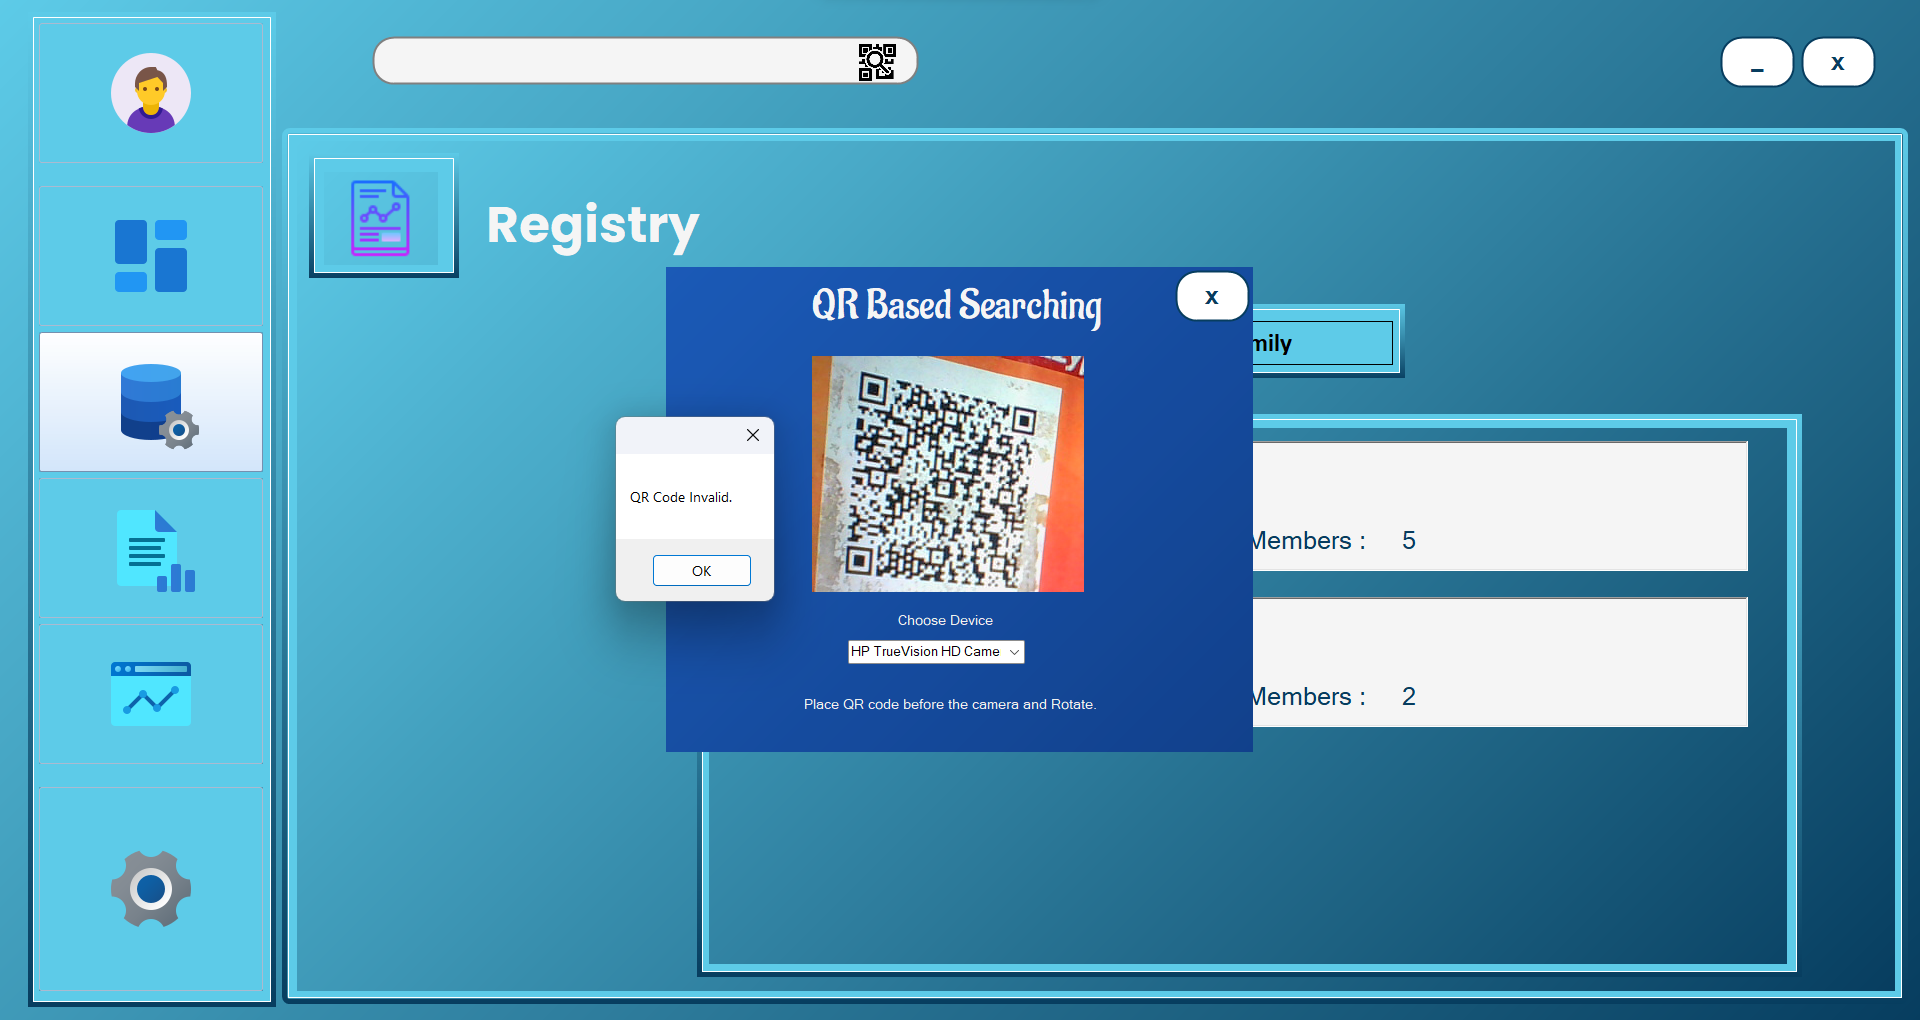 _ x
Registry
QR Based Searching
x
mily
QR Code Invalid.
OK
Members : 5
Choose Device
HP TrueVision HD Came
Members : 2
Place QR code before the camera and Rotate.